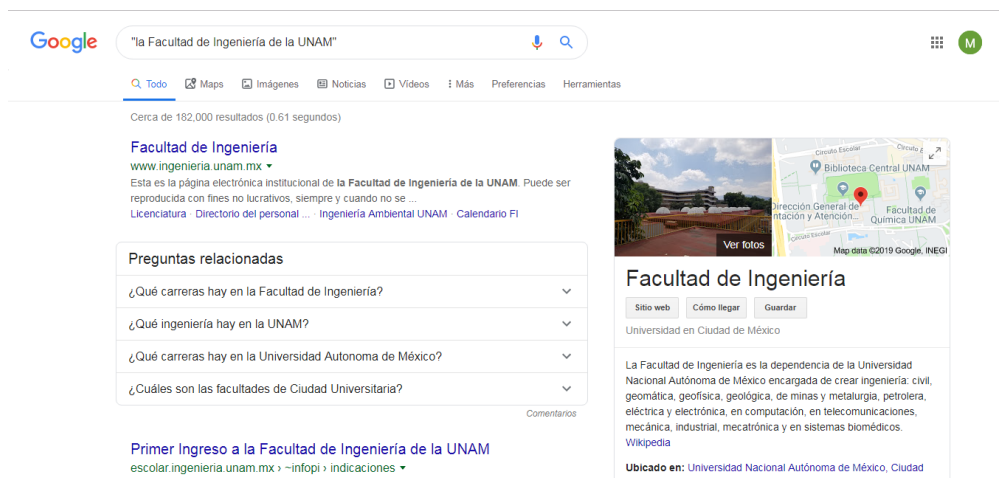 Google
"la Facultad de Ingeniería de la UNAM"
M
Todo Maps Imágenes Noticias Vídeos Más Preferencias Herramientas
Cerca de 182,000 resultados (0.61 segundos)
Facultad de Ingeniería
www.ingenieria.unam.mx
Esta es la página electrónica institucional de la Facultad de Ingeniería de la UNAM. Puede ser
reproducida con fines no lucrativos, siempre y cuando no se ...
Licenciatura · Directorio del personal ... · Ingeniería Ambiental UNAM · Calendario FI
Preguntas relacionadas
¿Qué carreras hay en la Facultad de Ingeniería?
¿Qué ingeniería hay en la UNAM?
¿Qué carreras hay en la Universidad Autonoma de México?
¿Cuáles son las facultades de Ciudad Universitaria?
Comentarios
Primer Ingreso a la Facultad de Ingeniería de la UNAM
escolar.ingenieria.unam.mx › ~infopi › indicaciones
Ver fotos
Circuito Escolar
Circuito E
Biblioteca Central UNAM
Dirección General de
ntación y Atención...
Facultad de
Química UNAM
Circuito Escolar
Map data ©2019 Google, INEGI
Facultad de Ingeniería
Sitio web Cómo llegar Guardar
Universidad en Ciudad de México
La Facultad de Ingeniería es la dependencia de la Universidad
Nacional Autónoma de México encargada de crear ingeniería: civil,
geomática, geofísica, geológica, de minas y metalurgia, petrolera,
eléctrica y electrónica, en computación, en telecomunicaciones,
mecánica, industrial, mecatrónica y en sistemas biomédicos.
Wikipedia
Ubicado en: Universidad Nacional Autónoma de México, Ciudad